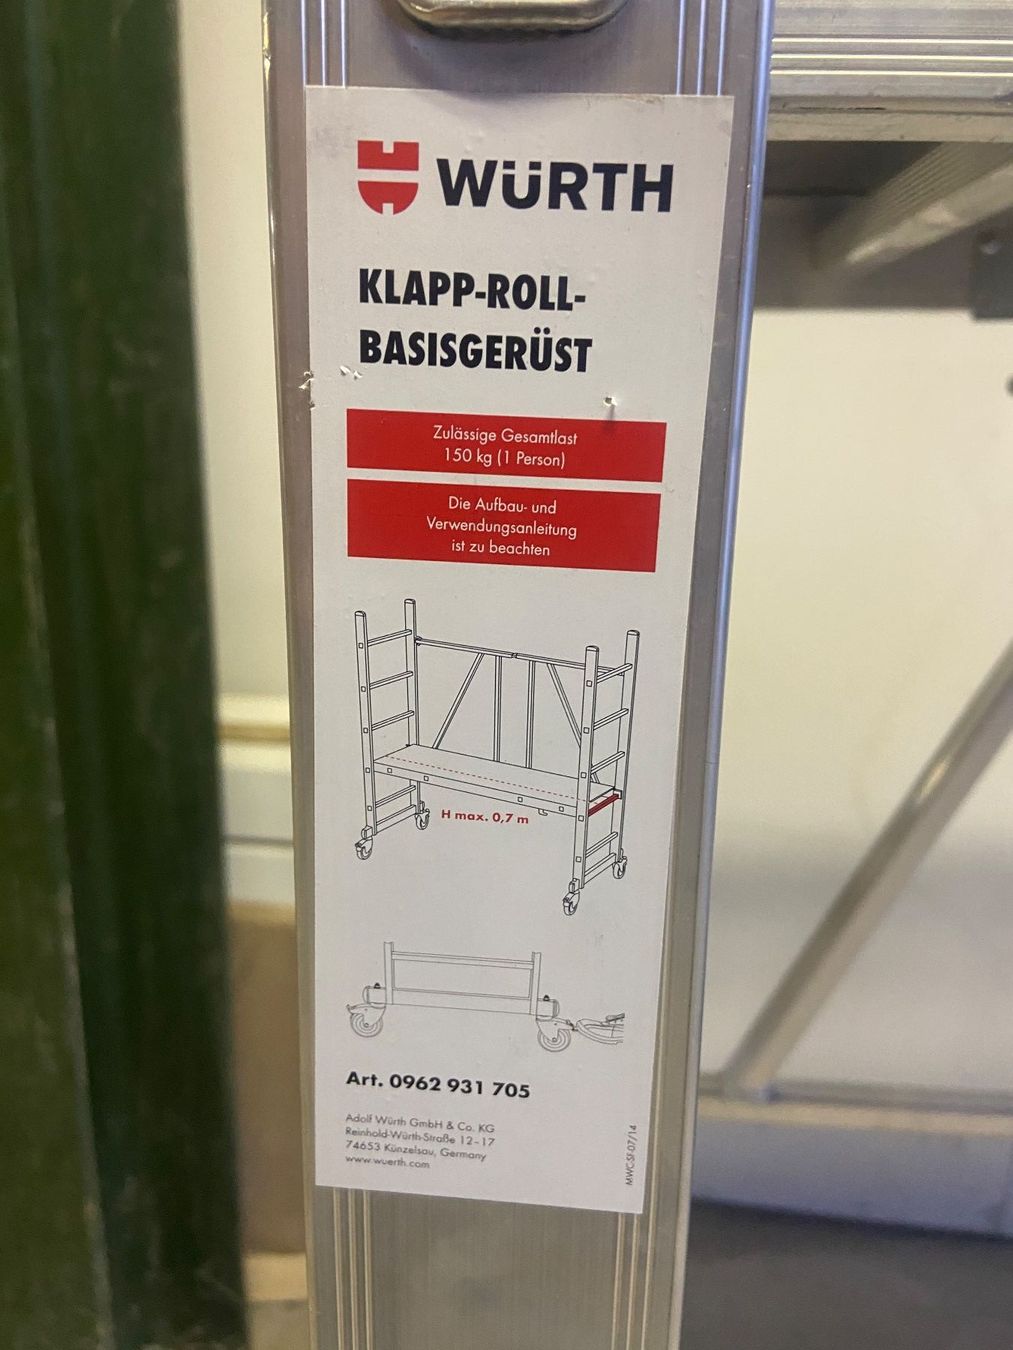 WÜRTH
KLAPP-ROLL-
BASISGERÜST
Zulässige Gesamtlast
150 kg (1 Person)
Die Aufbau- und
Verwendungsanleitung
ist zu beachten
H max. 0,7 m
Art. 0962 931 705
Adolf Würth GmbH & Co. KG
Reinhold-Würth-Straße 12–17
74653 Künzelsau, Germany
www.wuerth.com
MWC-SF-07/14